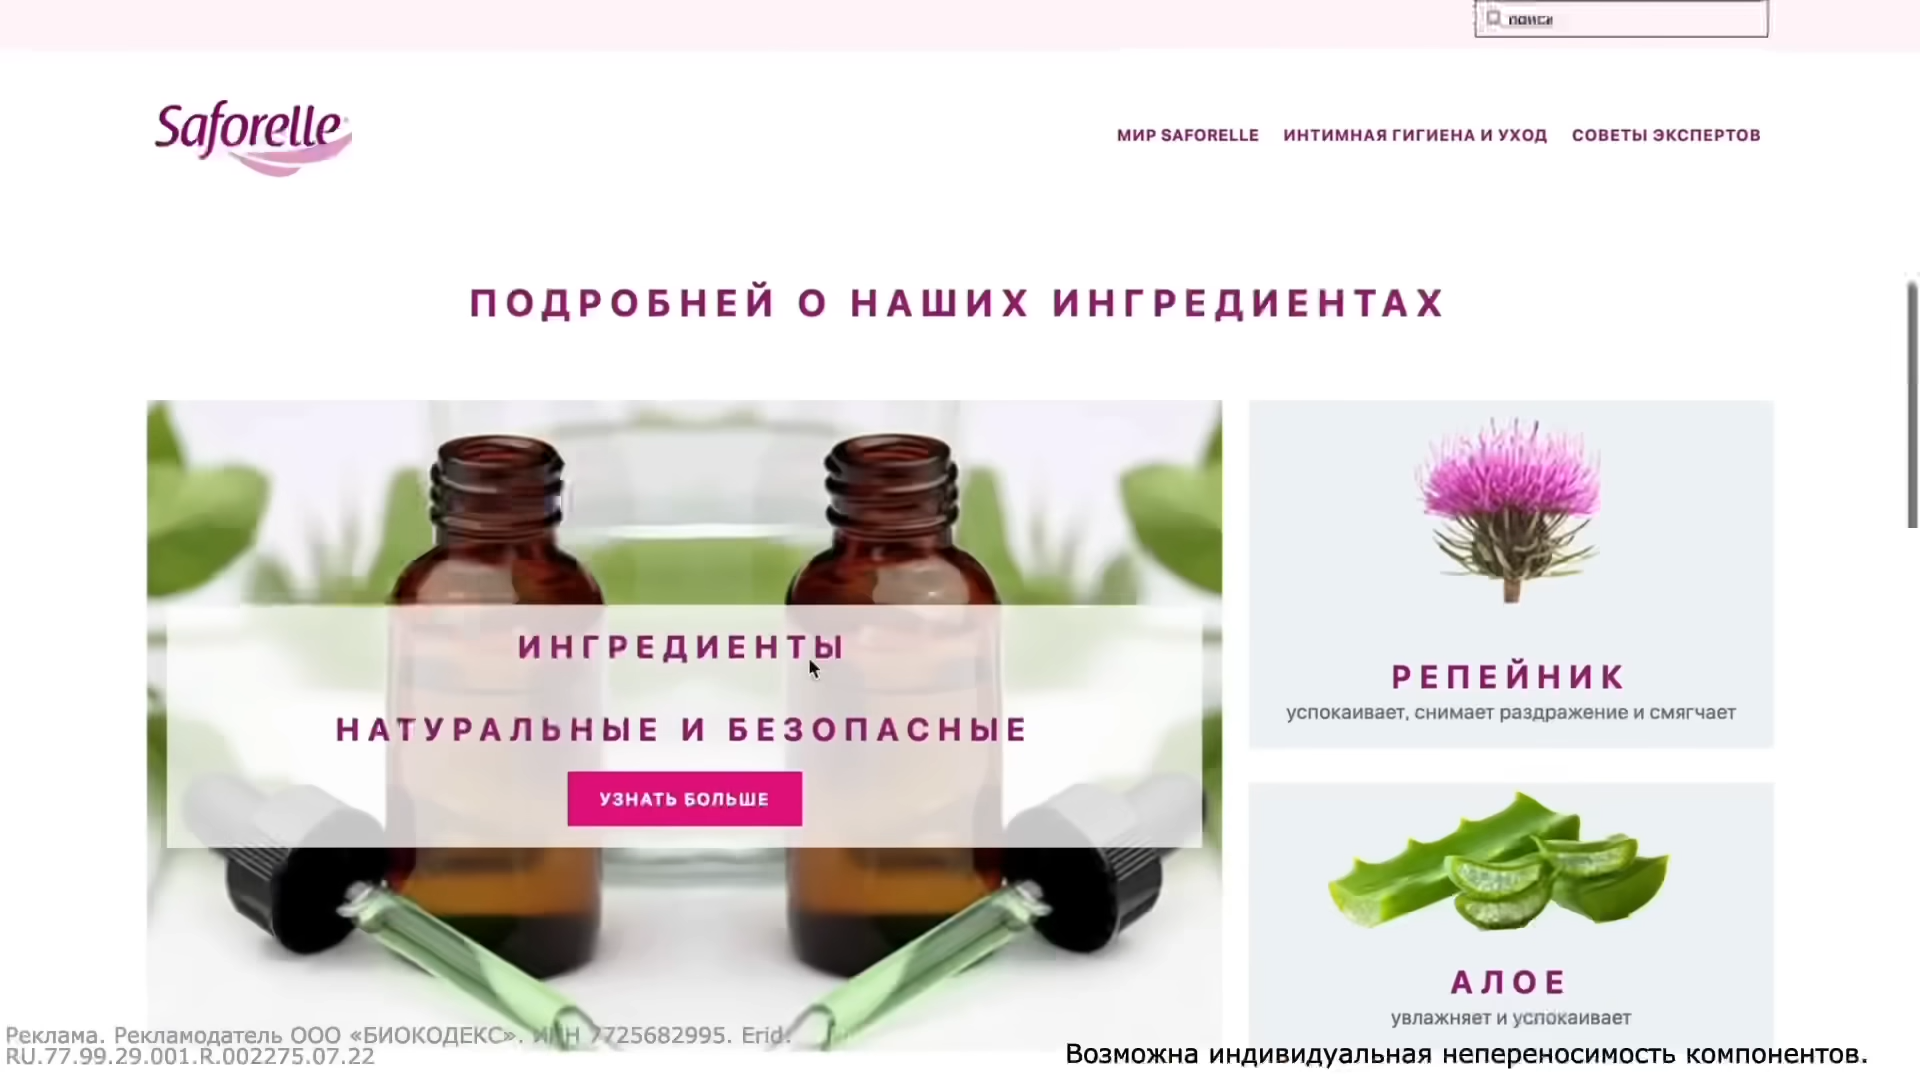 поиск
Saforelle
МИР SAFORELLE ИНТИМНАЯ ГИГИЕНА И УХОД СОВЕТЫ ЭКСПЕРТОВ
ПОДРОБНЕЙ О НАШИХ ИНГРЕДИЕНТАХ
ИНГРЕДИЕНТЫ
НАТУРАЛЬНЫЕ И БЕЗОПАСНЫЕ
УЗНАТЬ БОЛЬШЕ
РЕПЕЙНИК
успокаивает, снимает раздражение и смягчает
АЛОЕ
увлажняет и успокаивает
Реклама. Рекламодатель ООО «БИОКОДЕКС». ИНН 7725682995. Erid:
RU.77.99.29.001.R.002275.07.22
Возможна индивидуальная непереносимость компонентов.